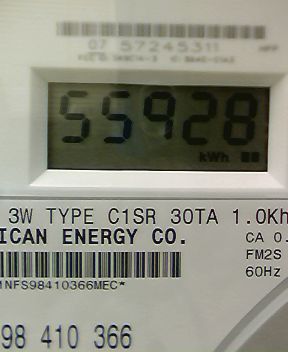 07 57245311
55928
kWh
3W TYPE C1SR 30TA 1.0Kh
ICAN ENERGY CO.
CA 0.
FM2S
60Hz
1NFS98410366MEC*
98 410 366